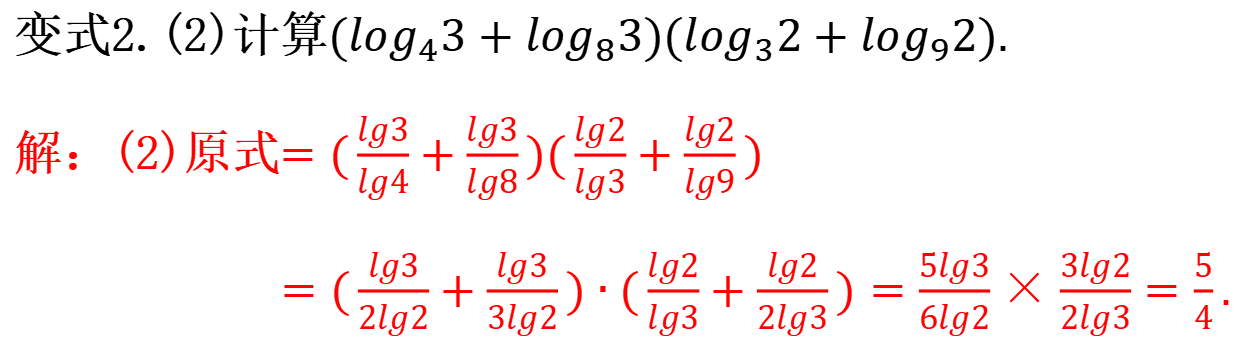 变式2. (2)计算(log₄3 + log₈3)(log₃2 + log₉2).
解：(2)原式= (lg3/lg4 + lg3/lg8)(lg2/lg3 + lg2/lg9)
= (lg3/2lg2 + lg3/3lg2)·(lg2/lg3 + lg2/2lg3) = 5lg3/6lg2 × 3lg2/2lg3 = 5/4.